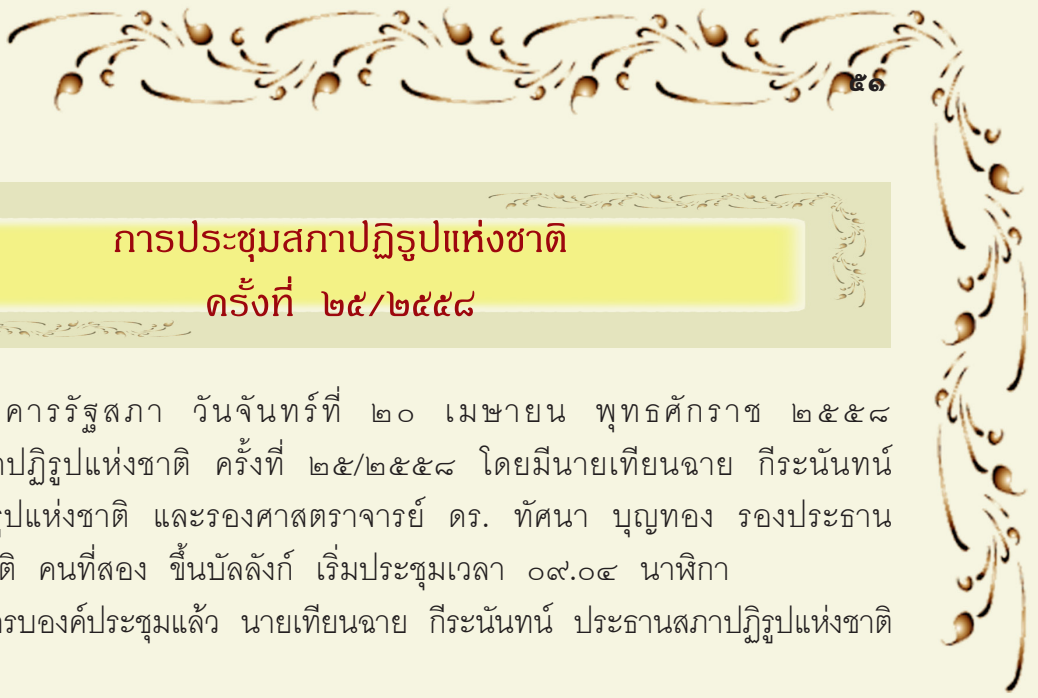 ๕๑
การประชุมสภาปฏิรูปแห่งชาติ
ครั้งที่ ๒๕/๒๕๕๘
คารรัฐสภา วันจันทร์ที่ ๒๐ เมษายน พุทธศักราช ๒๕๕๘
ปฏิรูปแห่งชาติ ครั้งที่ ๒๕/๒๕๕๘ โดยมีนายเทียนฉาย กีระนันทน์
รูปแห่งชาติ และรองศาสตราจารย์ ดร. ทัศนา บุญทอง รองประธาน
ติ คนที่สอง ขึ้นบัลลังก์ เริ่มประชุมเวลา ๐๙.๐๔ นาฬิกา
รบองค์ประชุมแล้ว นายเทียนฉาย กีระนันทน์ ประธานสภาปฏิรูปแห่งชาติ